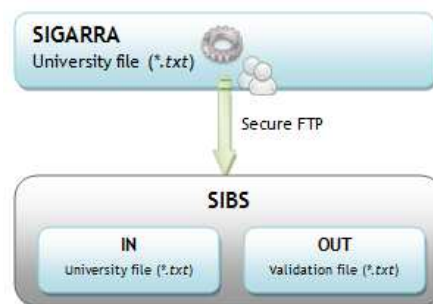 SIGARRA
University file (*.txt)
Secure FTP
SIBS
IN
University file (*.txt)
OUT
Validation file (*.txt)